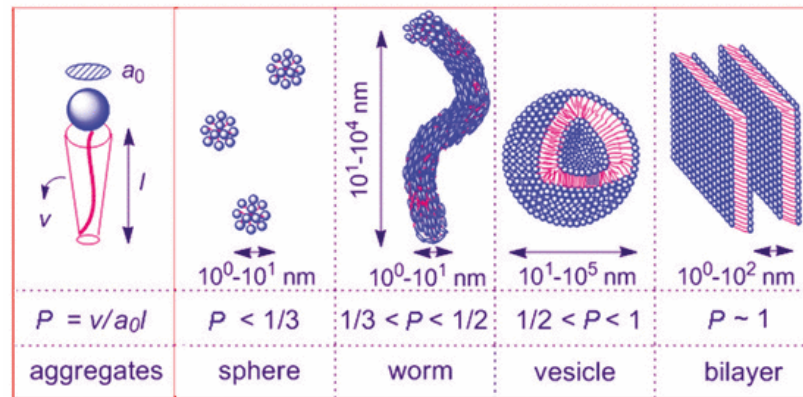 a₀
l
v
10⁰-10¹ nm
10¹-10⁴ nm
10⁰-10¹ nm
10¹-10⁵ nm
10⁰-10² nm
P = v/a₀l
P < 1/3
1/3 < P < 1/2
1/2 < P < 1
P ~ 1
aggregates
sphere
worm
vesicle
bilayer